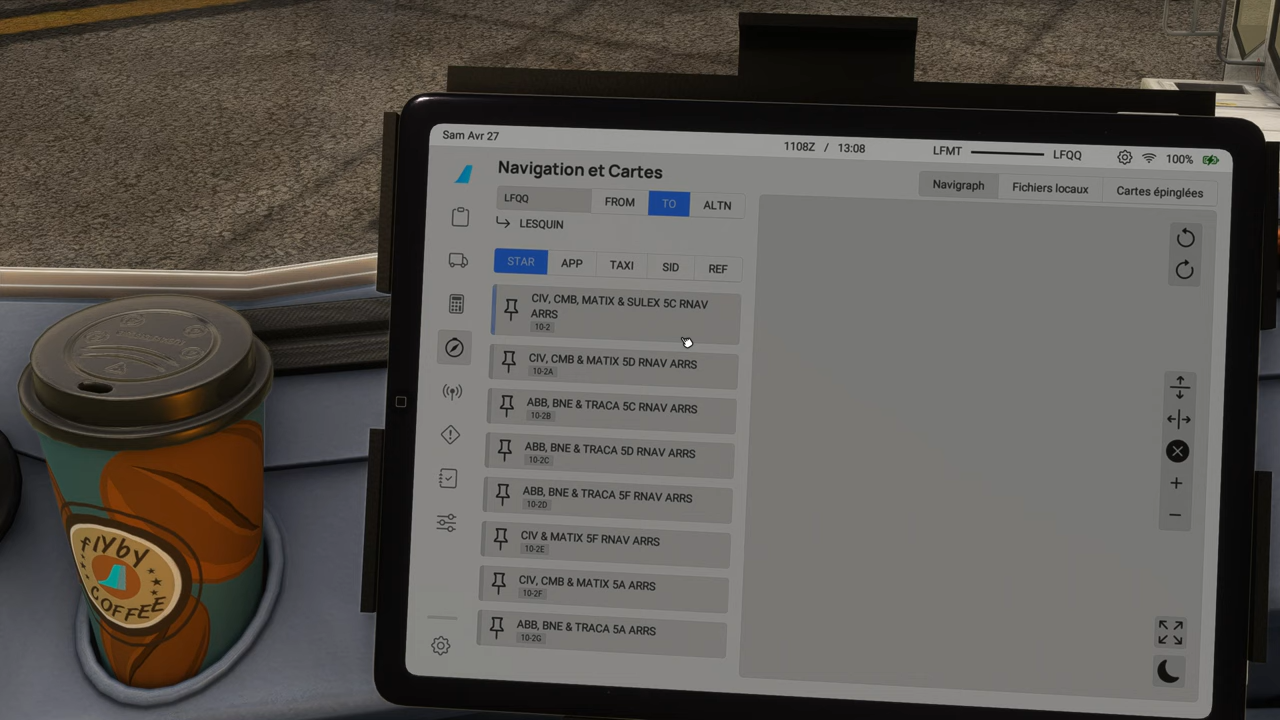 Sam Avr 27
1108Z / 13:08
LFMT LFQQ
100%
Navigation et Cartes
Navigraph
Fichiers locaux
Cartes épinglées
LFQQ
FROM
TO
ALTN
LESQUIN
STAR
APP
TAXI
SID
REF
CIV, CMB, MATIX & SULEX 5C RNAV
ARRS
10-2
CIV, CMB & MATIX 5D RNAV ARRS
10-2A
ABB, BNE & TRACA 5C RNAV ARRS
10-2B
ABB, BNE & TRACA 5D RNAV ARRS
10-2C
ABB, BNE & TRACA 5F RNAV ARRS
10-2D
CIV & MATIX 5F RNAV ARRS
10-2E
CIV, CMB & MATIX 5A ARRS
10-2F
ABB, BNE & TRACA 5A ARRS
10-2G
flyby
COFFEE